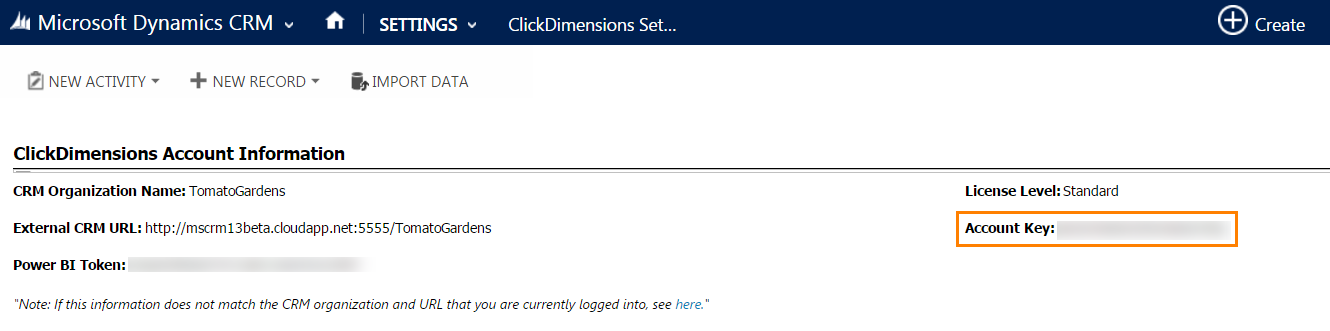 Microsoft Dynamics CRM SETTINGS ClickDimensions Set... Create
NEW ACTIVITY NEW RECORD IMPORT DATA
ClickDimensions Account Information
CRM Organization Name: TomatoGardens License Level: Standard
External CRM URL: http://mscrm13beta.cloudapp.net:5555/TomatoGardens Account Key:
Power BI Token:
"Note: If this information does not match the CRM organization and URL that you are currently logged into, see here."